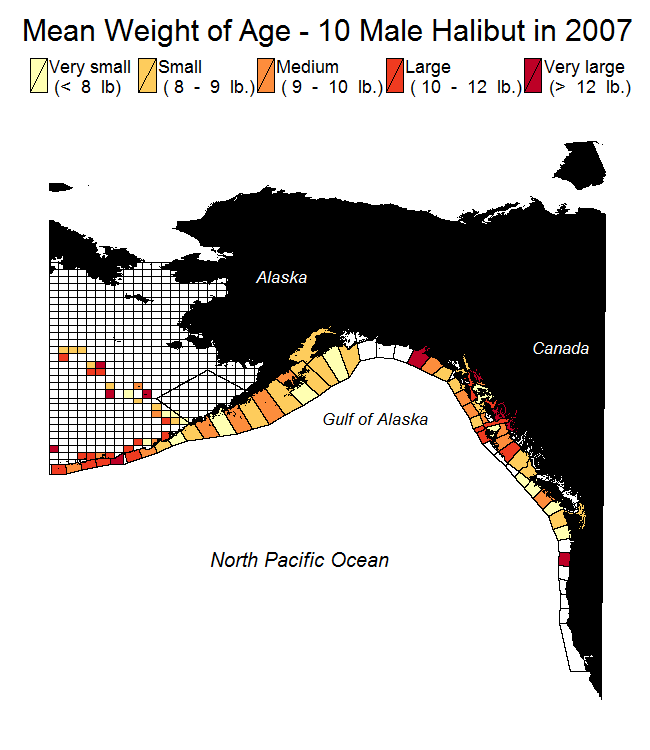 Mean Weight of Age - 10 Male Halibut in 2007
Very small Small Medium Large Very large
(< 8 lb) ( 8 - 9 lb.) ( 9 - 10 lb.) ( 10 - 12 lb.) (> 12 lb.)
Alaska
Canada
Gulf of Alaska
North Pacific Ocean